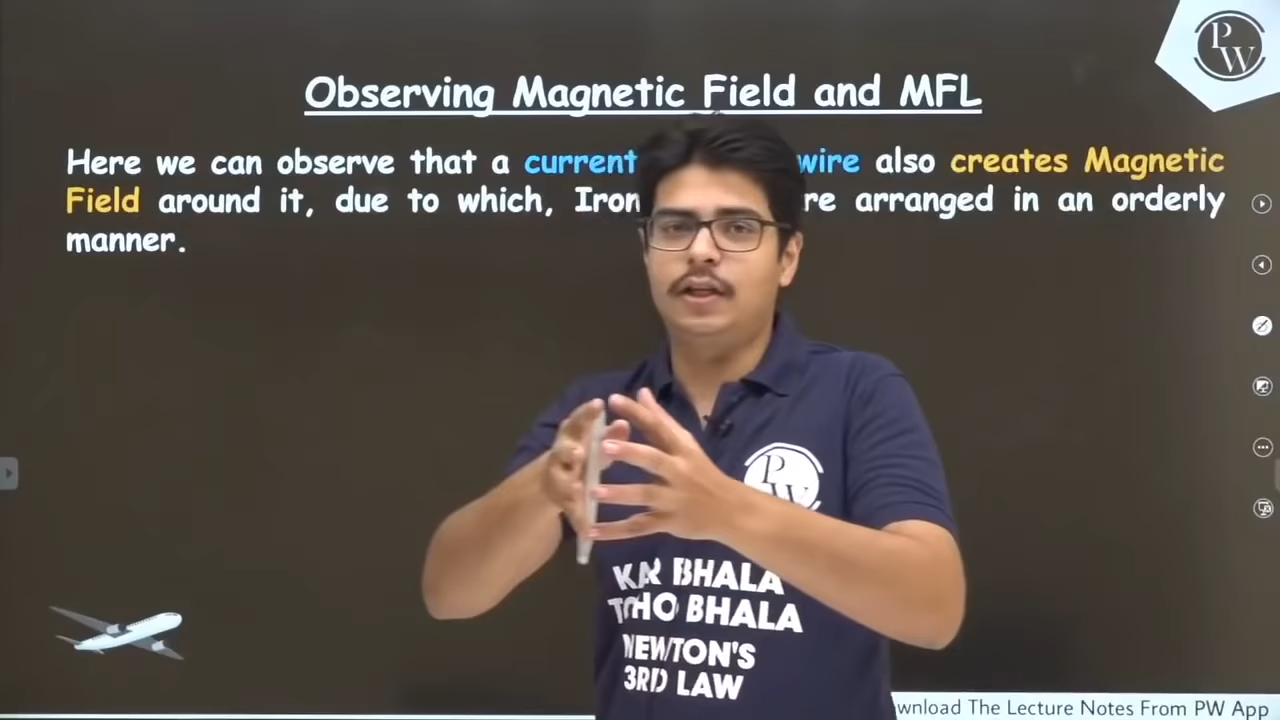 PW
Observing Magnetic Field and MFL
Here we can observe that a current wire also creates Magnetic
Field around it, due to which, Iron arranged in an orderly
manner.
PW
KAR BHALA
TOH HO BHALA
NEWTON'S
3RD LAW
The Lecture Notes From PW App